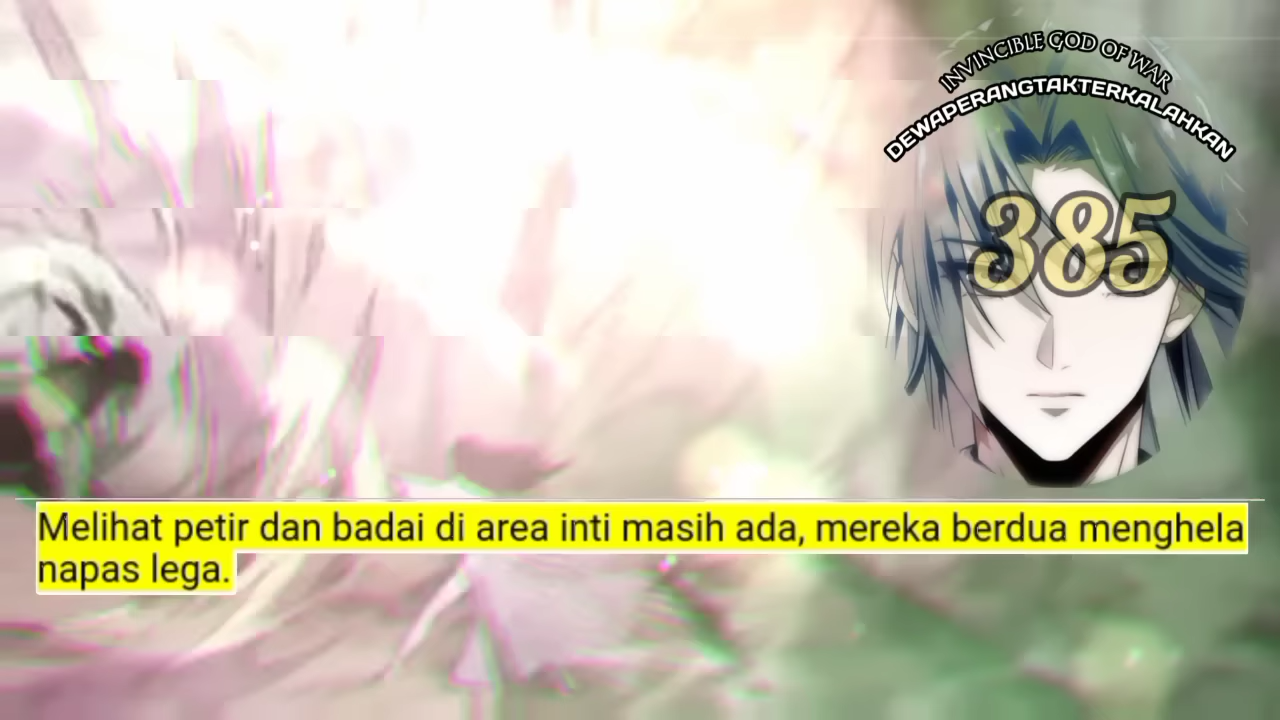 INVINCIBLE GOD OF WAR
DEWAPERANGTAKTERKALAHKAN
385
Melihat petir dan badai di area inti masih ada, mereka berdua menghela
napas lega.